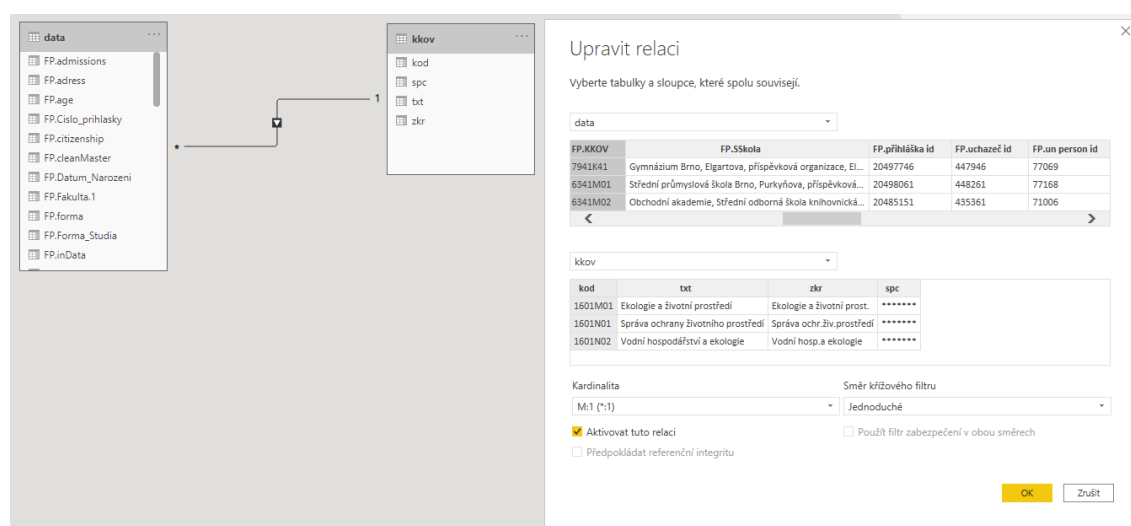 data ...
FP.admissions
FP.adress
FP.age
FP.Cislo_prihlasky
FP.citizenship
FP.cleanMaster
FP.Datum_Narozeni
FP.Fakulta.1
FP.forma
FP.Forma_Studia
FP.inData
*
1
kkov ...
kod
spc
txt
zkr
Upravit relaci
Vyberte tabulky a sloupce, které spolu souvisejí.
data
FP.KKOV FP.SSkola FP.přihláška id FP.uchazeč id FP.un person id
7941K41 Gymnázium Brno, Elgartova, příspěvková organizace, El... 20497746 447946 77069
6341M01 Střední průmyslová škola Brno, Purkyňova, příspěvková... 20498061 448261 77168
6341M02 Obchodní akademie, Střední odborná škola knihovnická... 20485151 435361 71006
kkov
kod txt zkr spc
1601M01 Ekologie a životní prostředí Ekologie a životní prost. *******
1601N01 Správa ochrany životního prostředí Správa ochr.živ.prostředí *******
1601N02 Vodní hospodářství a ekologie Vodní hosp.a ekologie *******
Kardinalita Směr křížového filtru
M:1 (*:1) Jednoduché
Aktivovat tuto relaci Použít filtr zabezpečení v obou směrech
Předpokládat referenční integritu
OK Zrušit